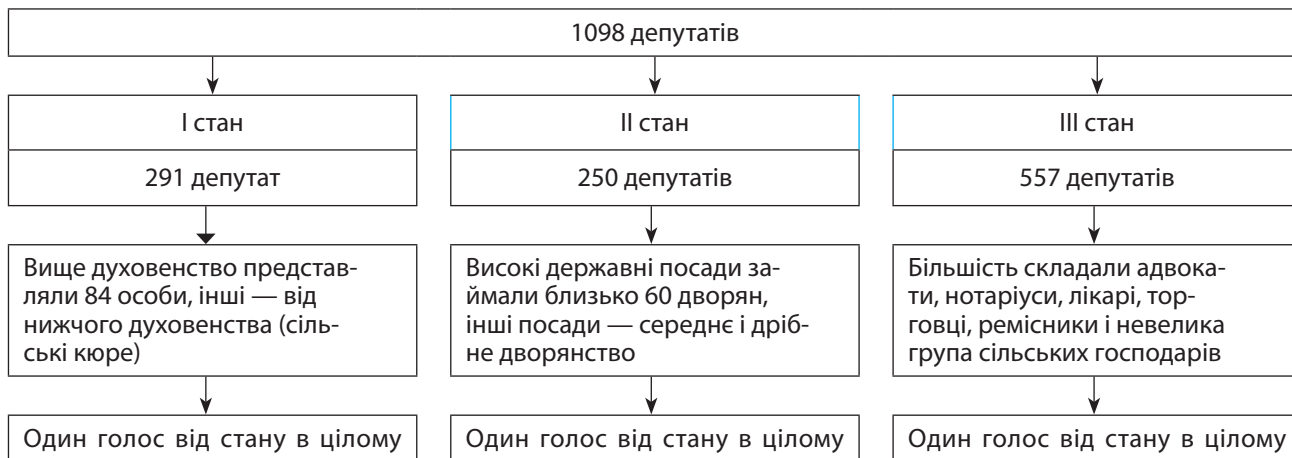 1098 депутатів
І стан
ІІ стан
ІІІ стан
291 депутат
250 депутатів
557 депутатів
Вище духовенство представ-
ляли 84 особи, інші — від
нижчого духовенства (сіль-
ські кюре)
Високі державні посади за-
ймали близько 60 дворян,
інші посади — середнє і дріб-
не дворянство
Більшість складали адвока-
ти, нотаріуси, лікарі, тор-
говці, ремісники і невелика
група сільських господарів
Один голос від стану в цілому
Один голос від стану в цілому
Один голос від стану в цілому